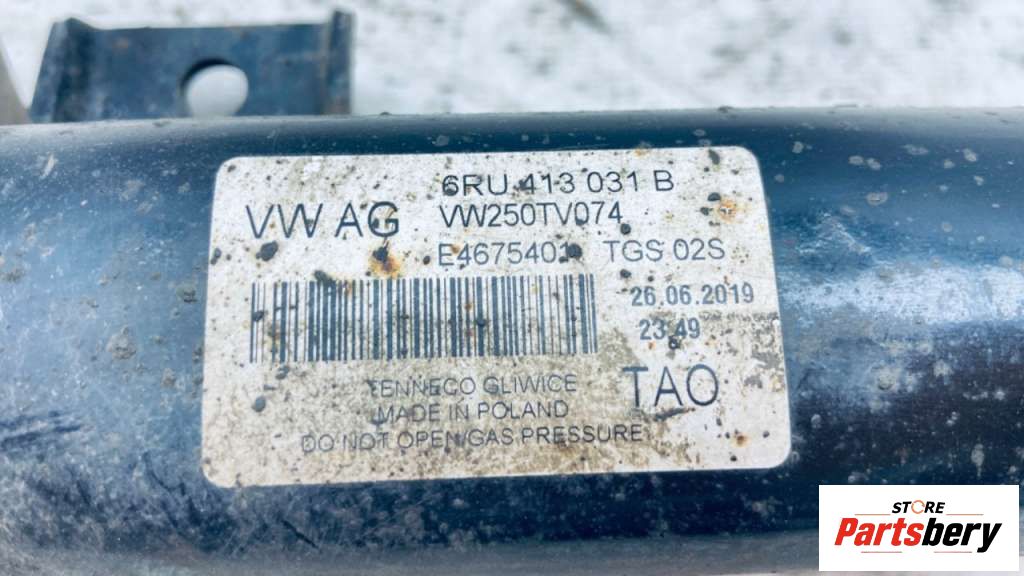 6RU 413 031 B
VW AG VW250TV074
E4675401 TGS 02S
26.06.2019
23:49
TENNECO GLIWICE
MADE IN POLAND
TAO
DO NOT OPEN/GAS PRESSURE
STORE
Partsbery